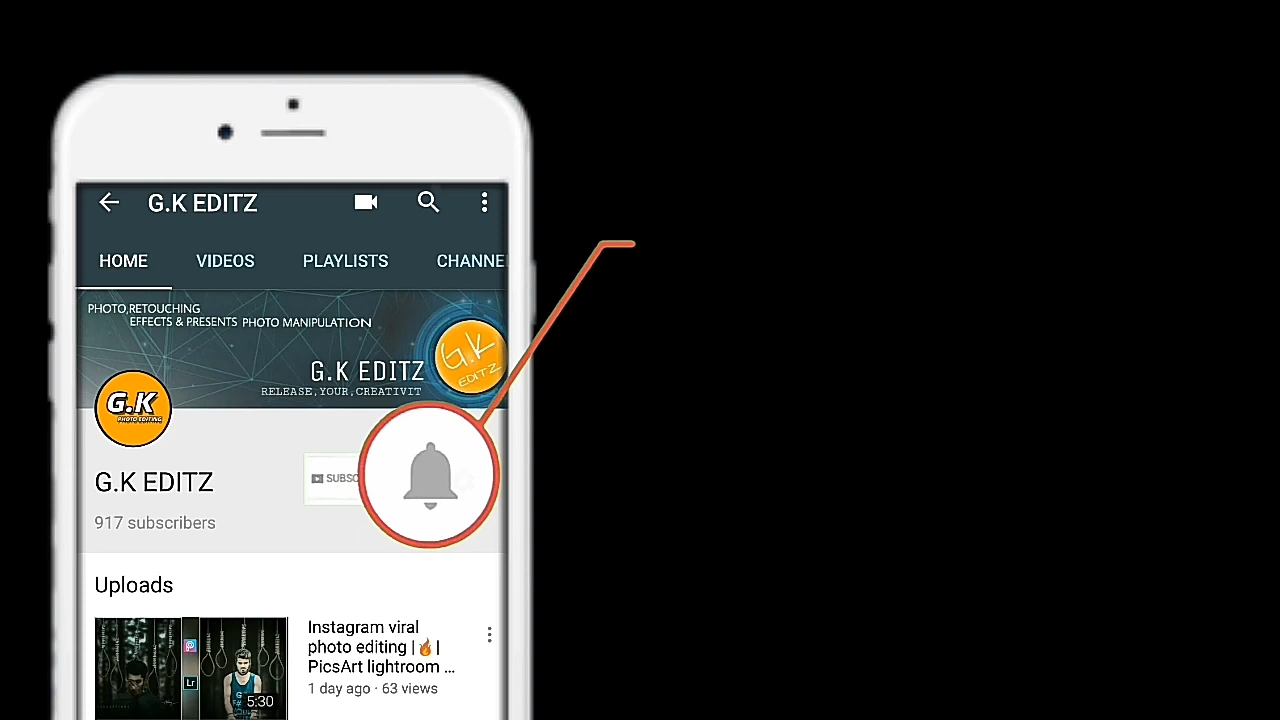 G.K EDITZ
HOME VIDEOS PLAYLISTS CHANNE
PHOTO,RETOUCHING
EFFECTS & PRESENTS PHOTO MANIPULATION
G.K EDITZ
RELEASE,YOUR,CREATIVIT
G.K
EDITZ
G.K
PHOTO EDITING
G.K EDITZ
SUBSC
917 subscribers
Uploads
Instagram viral
photo editing |🔥|
PicsArt lightroom ...
1 day ago · 63 views
Lr
5:30